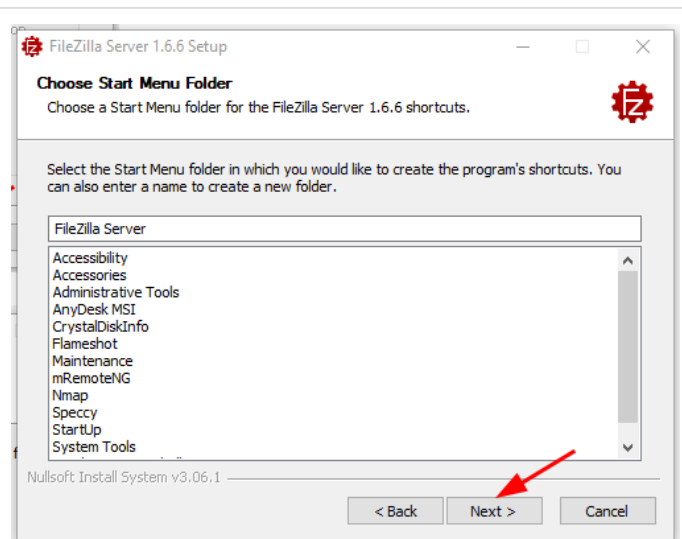 FileZilla Server 1.6.6 Setup
Choose Start Menu Folder
Choose a Start Menu folder for the FileZilla Server 1.6.6 shortcuts.
Select the Start Menu folder in which you would like to create the program's shortcuts. You
can also enter a name to create a new folder.
FileZilla Server
Accessibility
Accessories
Administrative Tools
AnyDesk MSI
CrystalDiskInfo
Flameshot
Maintenance
mRemoteNG
Nmap
Speccy
StartUp
System Tools
Nullsoft Install System v3.06.1
< Back
Next >
Cancel